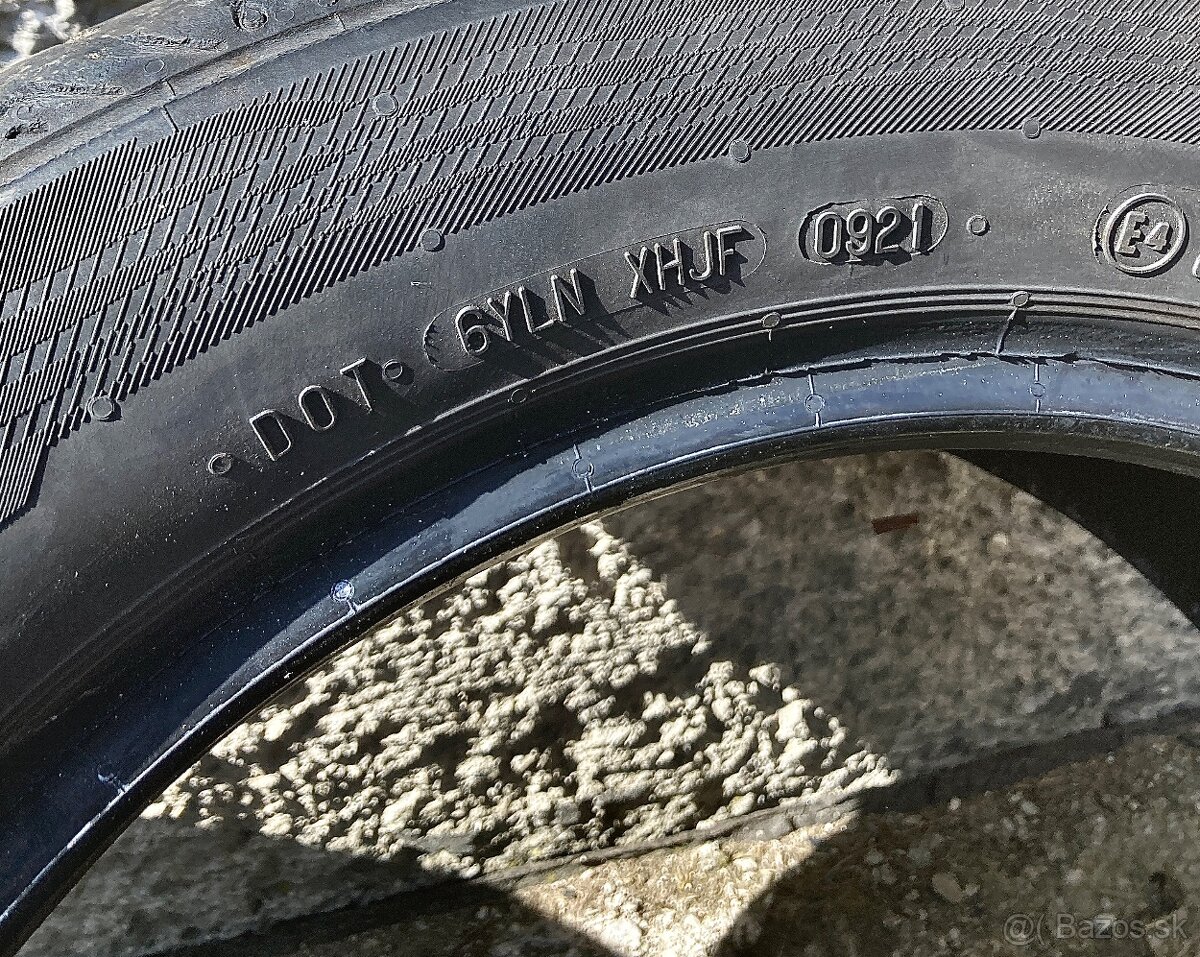 DOT 6YLN XHJF 0921 E4
@( Bazos.sk